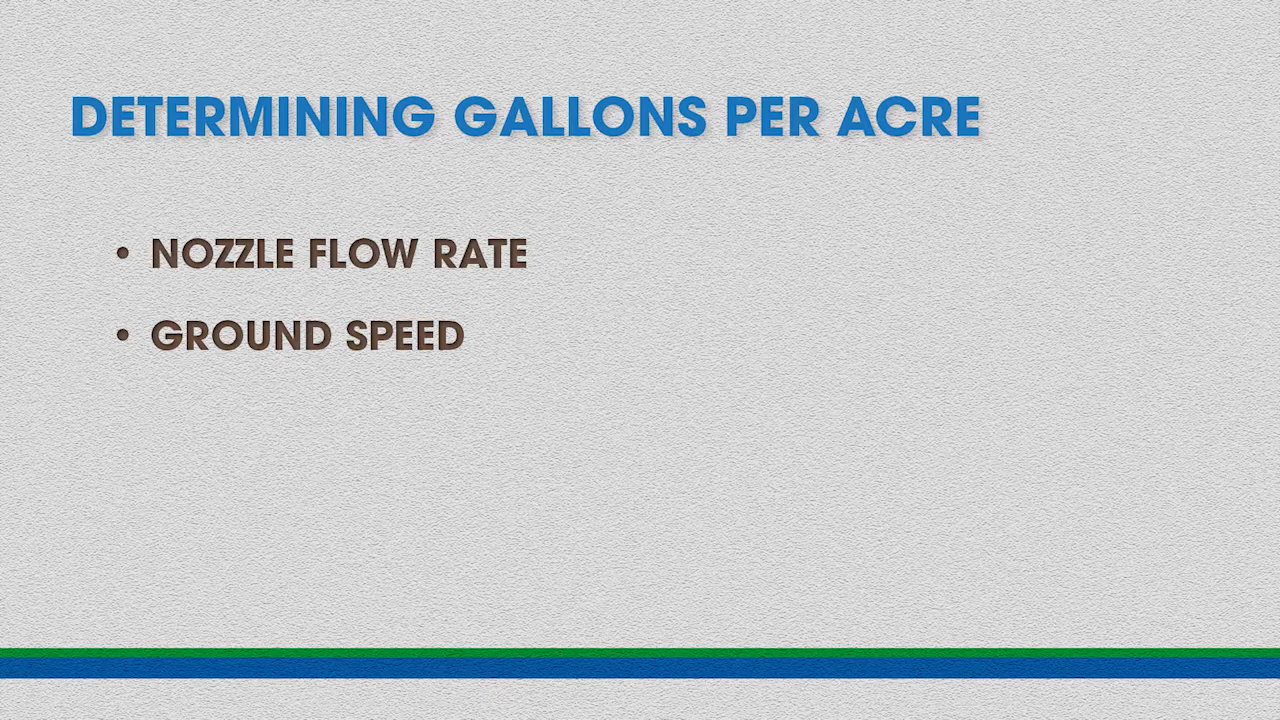 DETERMINING GALLONS PER ACRE
• NOZZLE FLOW RATE
• GROUND SPEED